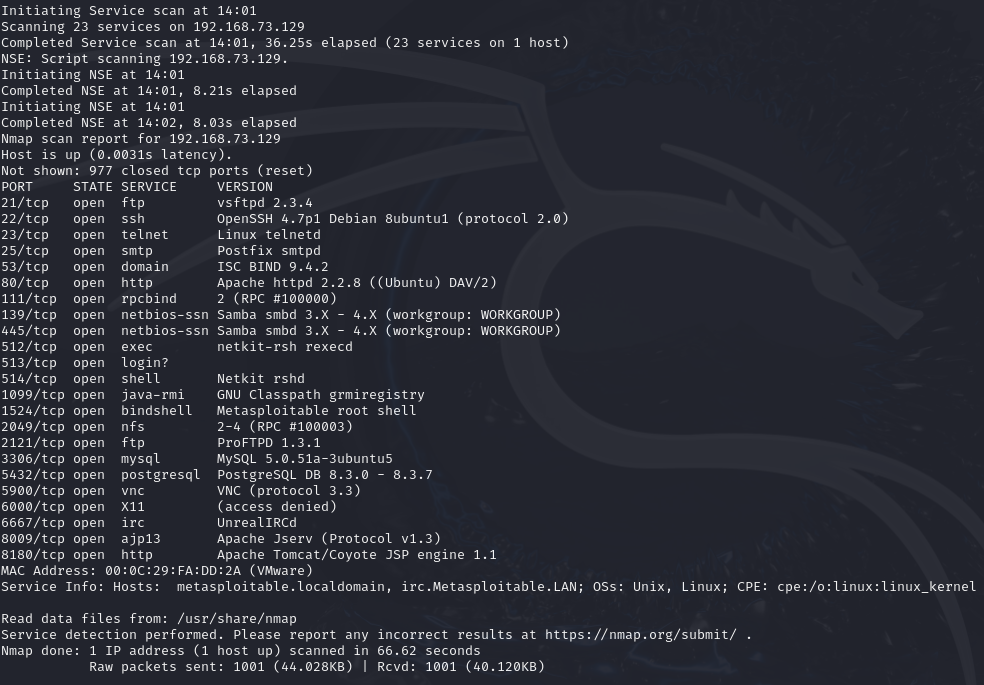 Initiating Service scan at 14:01
Scanning 23 services on 192.168.73.129
Completed Service scan at 14:01, 36.25s elapsed (23 services on 1 host)
NSE: Script scanning 192.168.73.129.
Initiating NSE at 14:01
Completed NSE at 14:01, 8.21s elapsed
Initiating NSE at 14:01
Completed NSE at 14:02, 8.03s elapsed
Nmap scan report for 192.168.73.129
Host is up (0.0031s latency).
Not shown: 977 closed tcp ports (reset)
PORT     STATE SERVICE     VERSION
21/tcp   open  ftp         vsftpd 2.3.4
22/tcp   open  ssh         OpenSSH 4.7p1 Debian 8ubuntu1 (protocol 2.0)
23/tcp   open  telnet      Linux telnetd
25/tcp   open  smtp        Postfix smtpd
53/tcp   open  domain      ISC BIND 9.4.2
80/tcp   open  http        Apache httpd 2.2.8 ((Ubuntu) DAV/2)
111/tcp  open  rpcbind     2 (RPC #100000)
139/tcp  open  netbios-ssn Samba smbd 3.X - 4.X (workgroup: WORKGROUP)
445/tcp  open  netbios-ssn Samba smbd 3.X - 4.X (workgroup: WORKGROUP)
512/tcp  open  exec        netkit-rsh rexecd
513/tcp  open  login?
514/tcp  open  shell       Netkit rshd
1099/tcp open  java-rmi    GNU Classpath grmiregistry
1524/tcp open  bindshell   Metasploitable root shell
2049/tcp open  nfs         2-4 (RPC #100003)
2121/tcp open  ftp         ProFTPD 1.3.1
3306/tcp open  mysql       MySQL 5.0.51a-3ubuntu5
5432/tcp open  postgresql  PostgreSQL DB 8.3.0 - 8.3.7
5900/tcp open  vnc         VNC (protocol 3.3)
6000/tcp open  X11         (access denied)
6667/tcp open  irc         UnrealIRCd
8009/tcp open  ajp13       Apache Jserv (Protocol v1.3)
8180/tcp open  http        Apache Tomcat/Coyote JSP engine 1.1
MAC Address: 00:0C:29:FA:DD:2A (VMware)
Service Info: Hosts:  metasploitable.localdomain, irc.Metasploitable.LAN; OSs: Unix, Linux; CPE: cpe:/o:linux:linux_kernel

Read data files from: /usr/share/nmap
Service detection performed. Please report any incorrect results at https://nmap.org/submit/ .
Nmap done: 1 IP address (1 host up) scanned in 66.62 seconds
           Raw packets sent: 1001 (44.028KB) | Rcvd: 1001 (40.120KB)